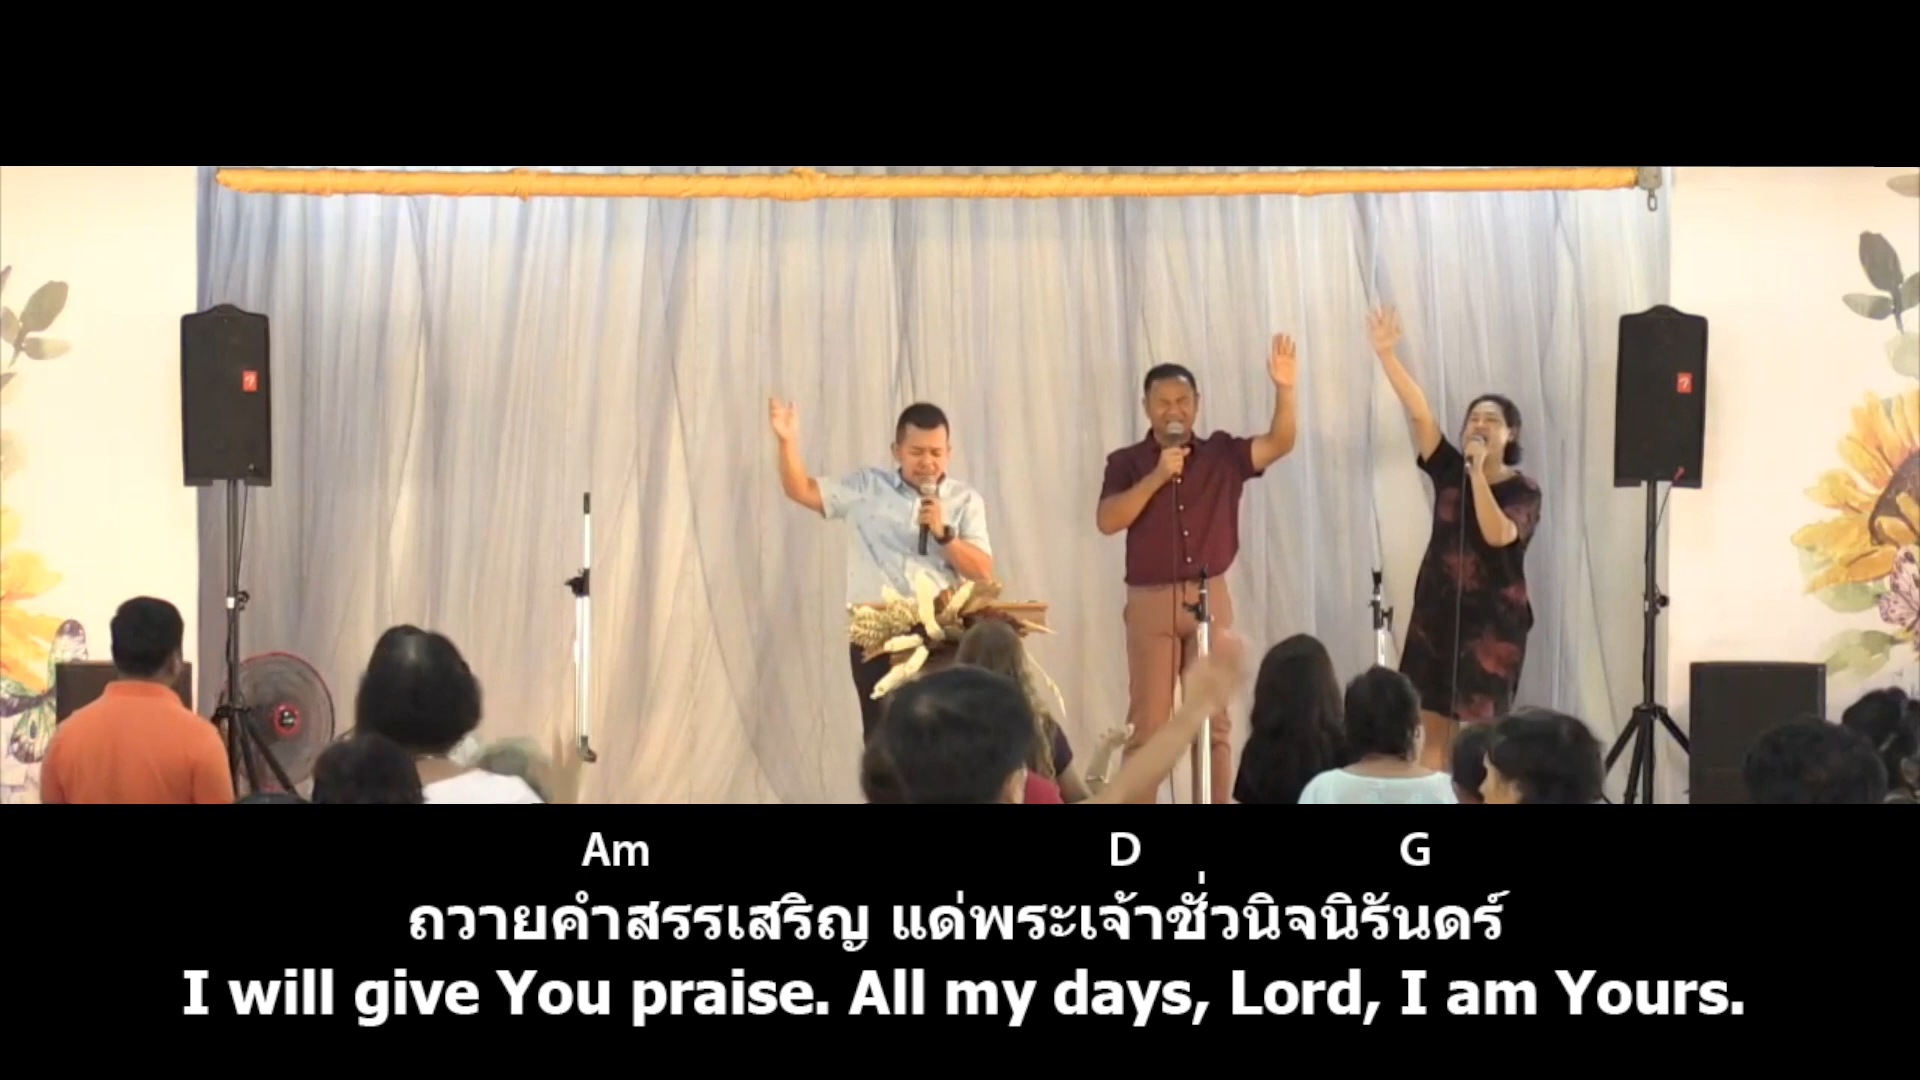 Am D G
ถวายคำสรรเสริญ แด่พระเจ้าชั่วนิจนิรันดร์
I will give You praise. All my days, Lord, I am Yours.